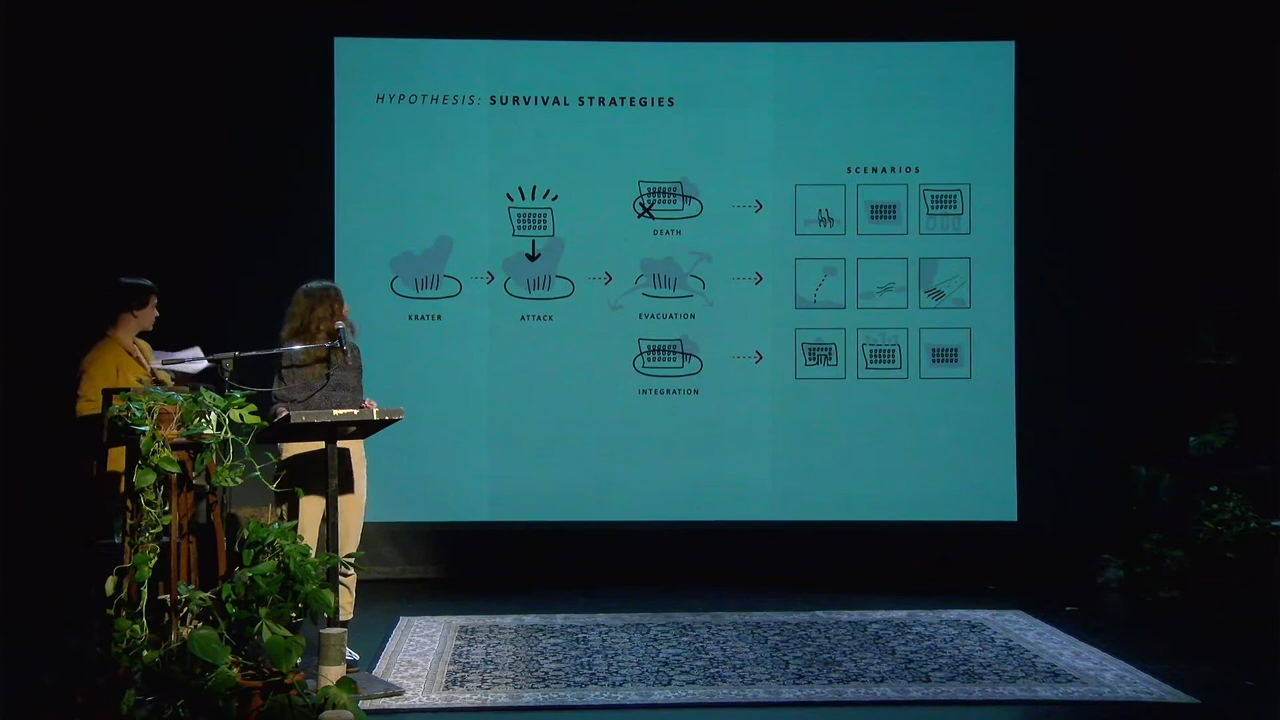 HYPOTHESIS: SURVIVAL STRATEGIES
SCENARIOS
DEATH
KRATER
ATTACK
EVACUATION
INTEGRATION